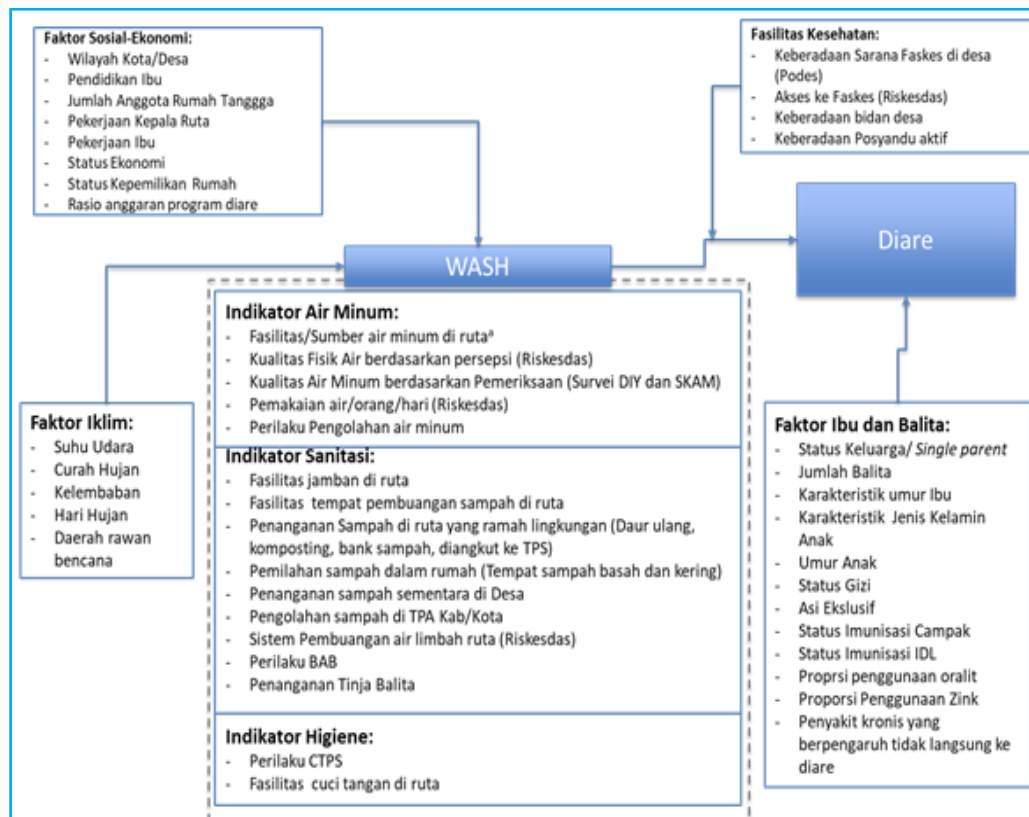 Faktor Sosial-Ekonomi:
- Wilayah Kota/Desa
- Pendidikan Ibu
- Jumlah Anggota Rumah Tanggga
- Pekerjaan Kepala Ruta
- Pekerjaan Ibu
- Status Ekonomi
- Status Kepemilikan Rumah
- Rasio anggaran program diare
Fasilitas Kesehatan:
- Keberadaan Sarana Faskes di desa
(Podes)
- Akses ke Faskes (Riskesdas)
- Keberadaan bidan desa
- Keberadaan Posyandu aktif
Diare
WASH
Indikator Air Minum:
- Fasilitas/Sumber air minum di rutaª
- Kualitas Fisik Air berdasarkan persepsi (Riskesdas)
- Kualitas Air Minum berdasarkan Pemeriksaan (Survei DIY dan SKAM)
- Pemakaian air/orang/hari (Riskesdas)
- Perilaku Pengolahan air minum
Indikator Sanitasi:
- Fasilitas jamban di ruta
- Fasilitas tempat pembuangan sampah di ruta
- Penanganan Sampah di ruta yang ramah lingkungan (Daur ulang,
komposting, bank sampah, diangkut ke TPS)
- Pemilahan sampah dalam rumah (Tempat sampah basah dan kering)
- Penanganan sampah sementara di Desa
- Pengolahan sampah di TPA Kab/Kota
- Sistem Pembuangan air limbah ruta (Riskesdas)
- Perilaku BAB
- Penanganan Tinja Balita
Indikator Higiene:
- Perilaku CTPS
- Fasilitas cuci tangan di ruta
Faktor Iklim:
- Suhu Udara
- Curah Hujan
- Kelembaban
- Hari Hujan
- Daerah rawan
bencana
Faktor Ibu dan Balita:
- Status Keluarga/ Single parent
- Jumlah Balita
- Karakteristik umur Ibu
- Karakteristik Jenis Kelamin
Anak
- Umur Anak
- Status Gizi
- Asi Ekslusif
- Status Imunisasi Campak
- Status Imunisasi IDL
- Proprsi penggunaan oralit
- Proporsi Penggunaan Zink
- Penyakit kronis yang
berpengaruh tidak langsung ke
diare